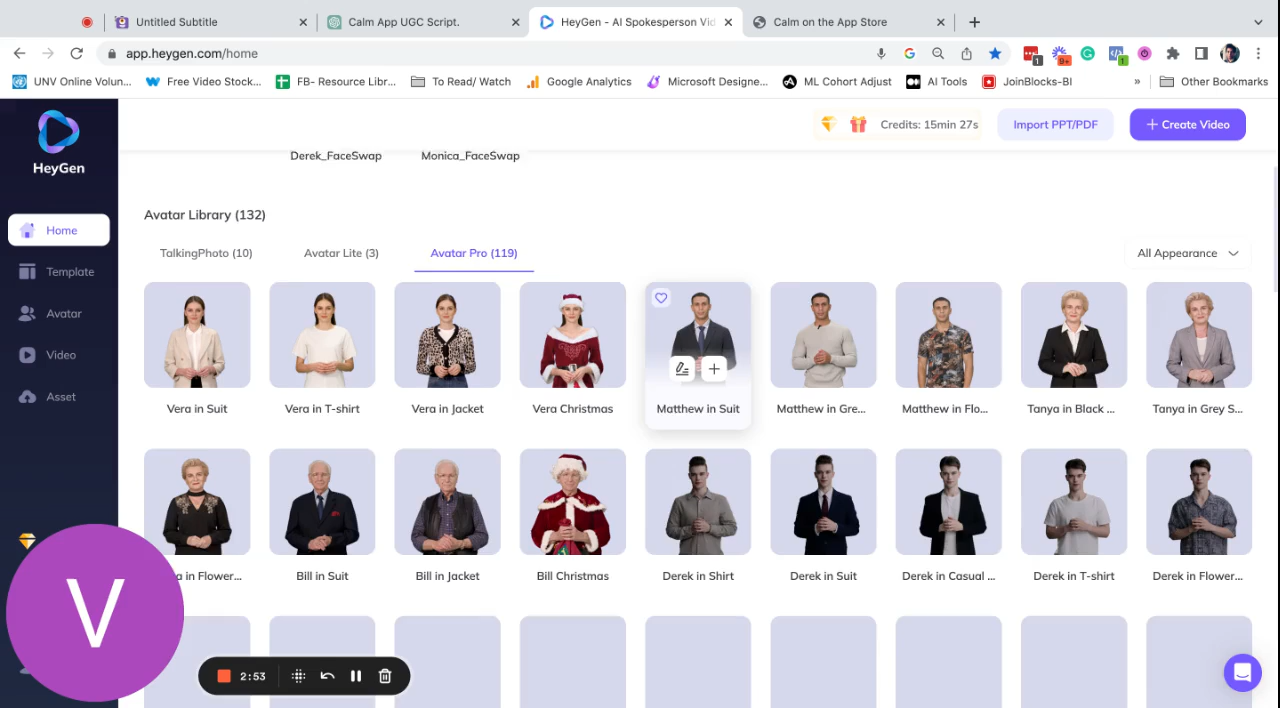 Untitled Subtitle
Calm App UGC Script.
HeyGen - AI Spokesperson Vid
Calm on the App Store
app.heygen.com/home
1
9+
1
UNV Online Volun...
Free Video Stock...
FB- Resource Libr...
To Read/ Watch
Google Analytics
Microsoft Designe...
ML Cohort Adjust
AI Tools
JoinBlocks-BI
»
Other Bookmarks
HeyGen
Credits: 15min 27s
Import PPT/PDF
+ Create Video
Derek_FaceSwap
Monica_FaceSwap
Home
Template
Avatar
Video
Asset
Avatar Library (132)
TalkingPhoto (10)
Avatar Lite (3)
Avatar Pro (119)
All Appearance
Vera in Suit
Vera in T-shirt
Vera in Jacket
Vera Christmas
Matthew in Suit
Matthew in Gre...
Matthew in Flo...
Tanya in Black ...
Tanya in Grey S...
a in Flower...
Bill in Suit
Bill in Jacket
Bill Christmas
Derek in Shirt
Derek in Suit
Derek in Casual ...
Derek in T-shirt
Derek in Flower...
V
2:53